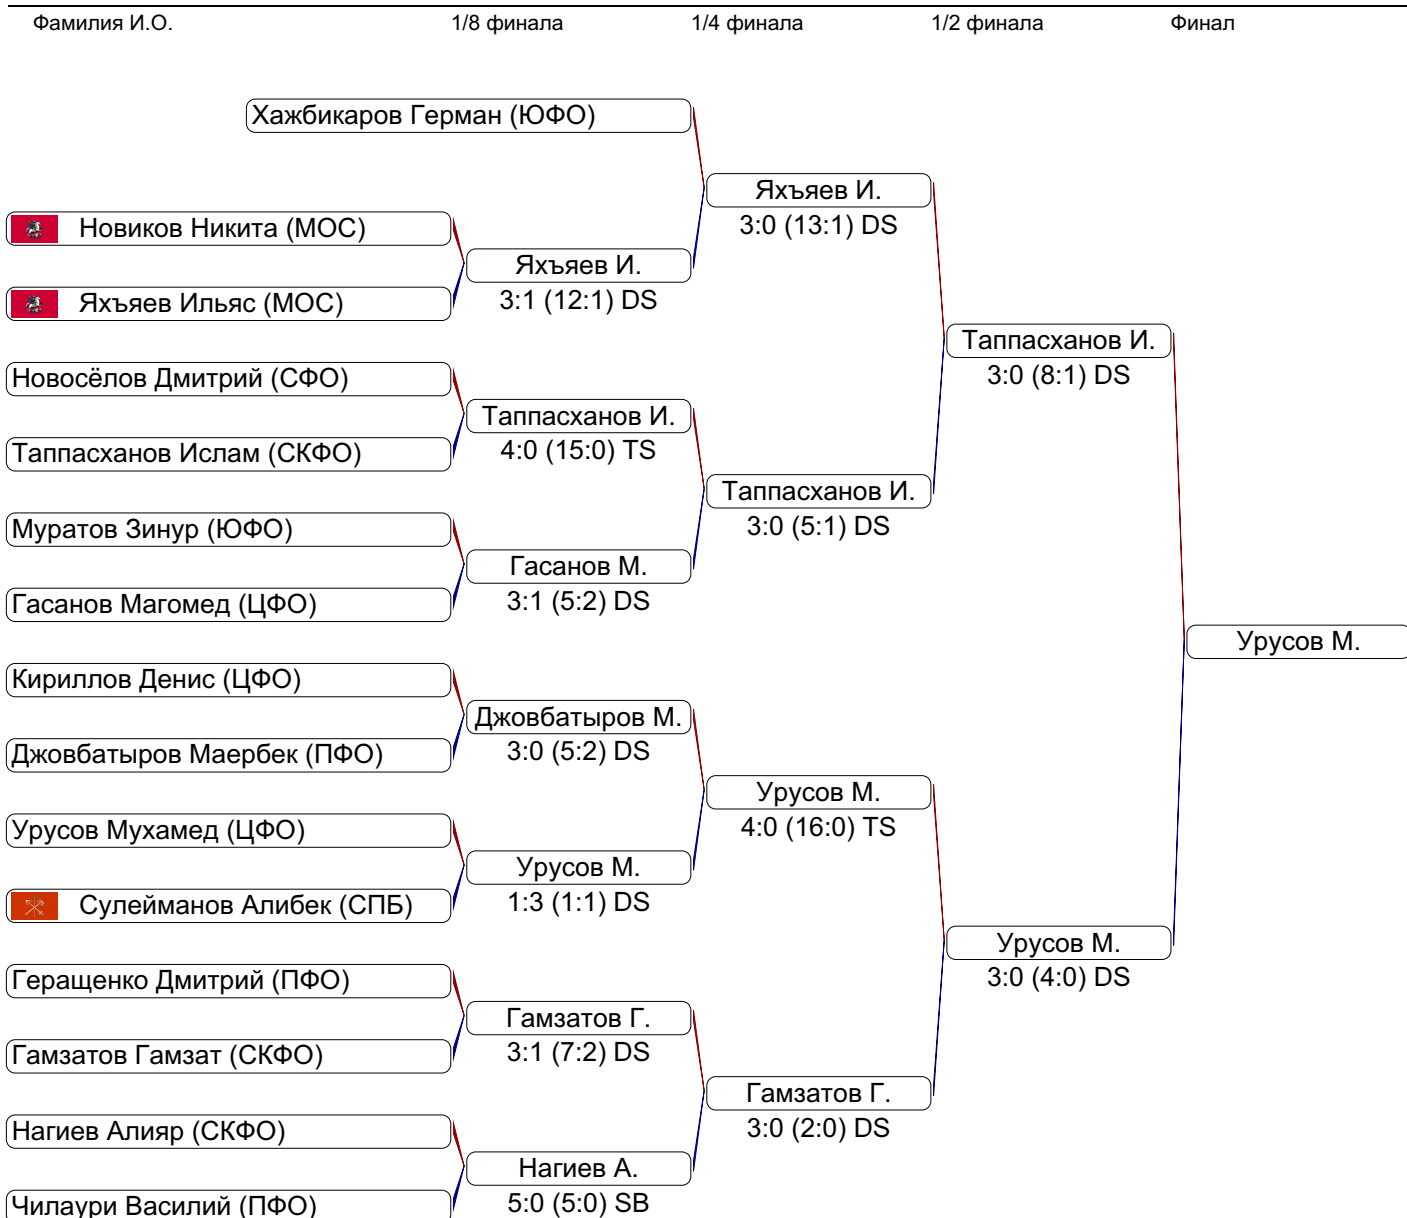 Фамилия И.О. 1/8 финала 1/4 финала 1/2 финала Финал
Хажбикаров Герман (ЮФО)
Яхъяев И.
Новиков Никита (МОС)
3:0 (13:1) DS
Яхъяев И.
Яхъяев Ильяс (МОС)
3:1 (12:1) DS
Таппасханов И.
Новосёлов Дмитрий (СФО)
3:0 (8:1) DS
Таппасханов И.
Таппасханов Ислам (СКФО)
4:0 (15:0) TS
Таппасханов И.
Муратов Зинур (ЮФО)
3:0 (5:1) DS
Гасанов М.
Гасанов Магомед (ЦФО)
3:1 (5:2) DS
Урусов М.
Кириллов Денис (ЦФО)
Джовбатыров М.
Джовбатыров Маербек (ПФО)
3:0 (5:2) DS
Урусов М.
Урусов Мухамед (ЦФО)
4:0 (16:0) TS
Урусов М.
Сулейманов Алибек (СПБ)
1:3 (1:1) DS
Урусов М.
Геращенко Дмитрий (ПФО)
3:0 (4:0) DS
Гамзатов Г.
Гамзатов Гамзат (СКФО)
3:1 (7:2) DS
Гамзатов Г.
Нагиев Алияр (СКФО)
3:0 (2:0) DS
Нагиев А.
Чилаури Василий (ПФО)
5:0 (5:0) SB